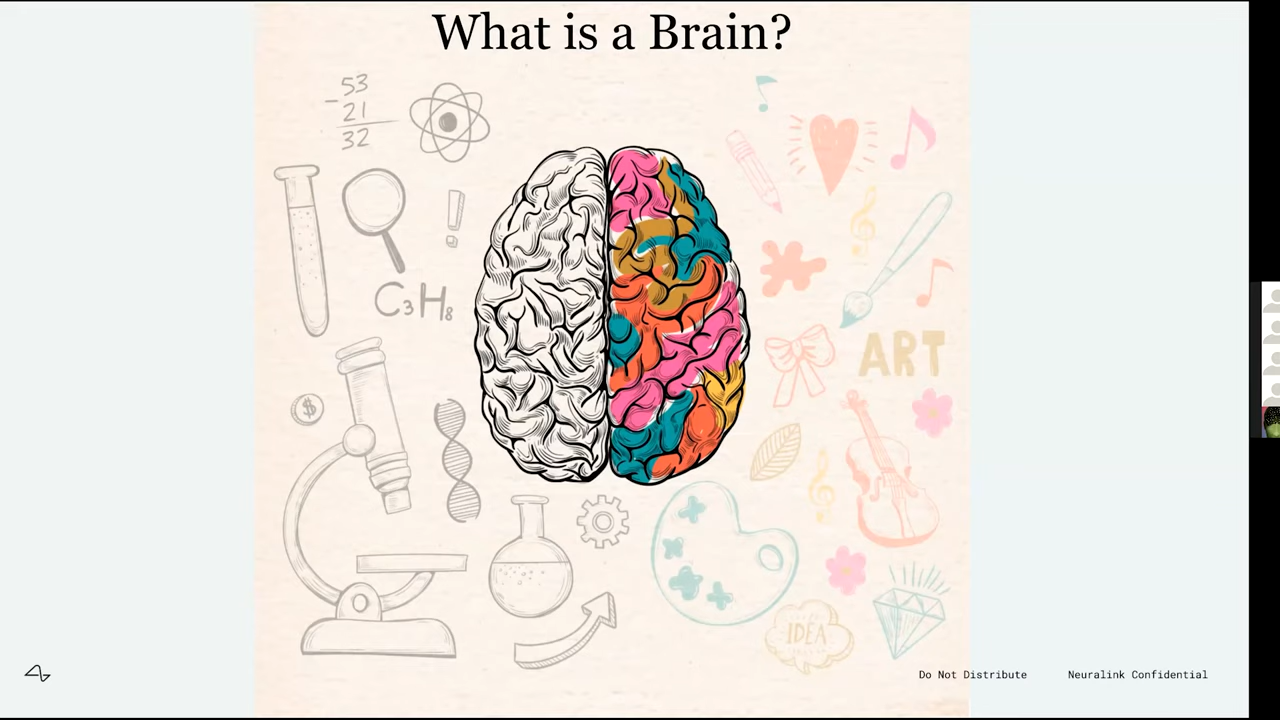 What is a Brain?
53
- 21
32
!
C₃H₈
$
ART
IDEA
Do Not Distribute
Neuralink Confidential